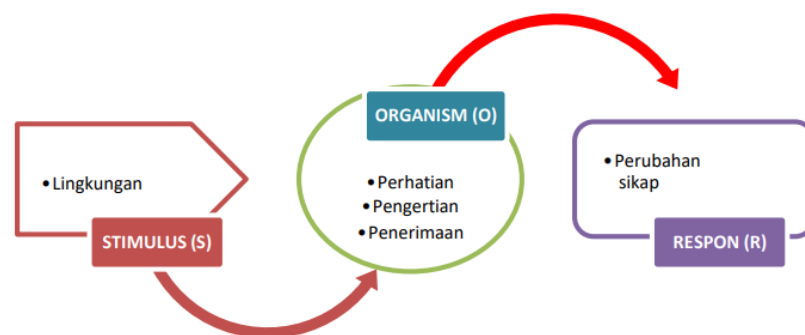 • Lingkungan
STIMULUS (S)
ORGANISM (O)
• Perhatian
• Pengertian
• Penerimaan
• Perubahan
sikap
RESPON (R)